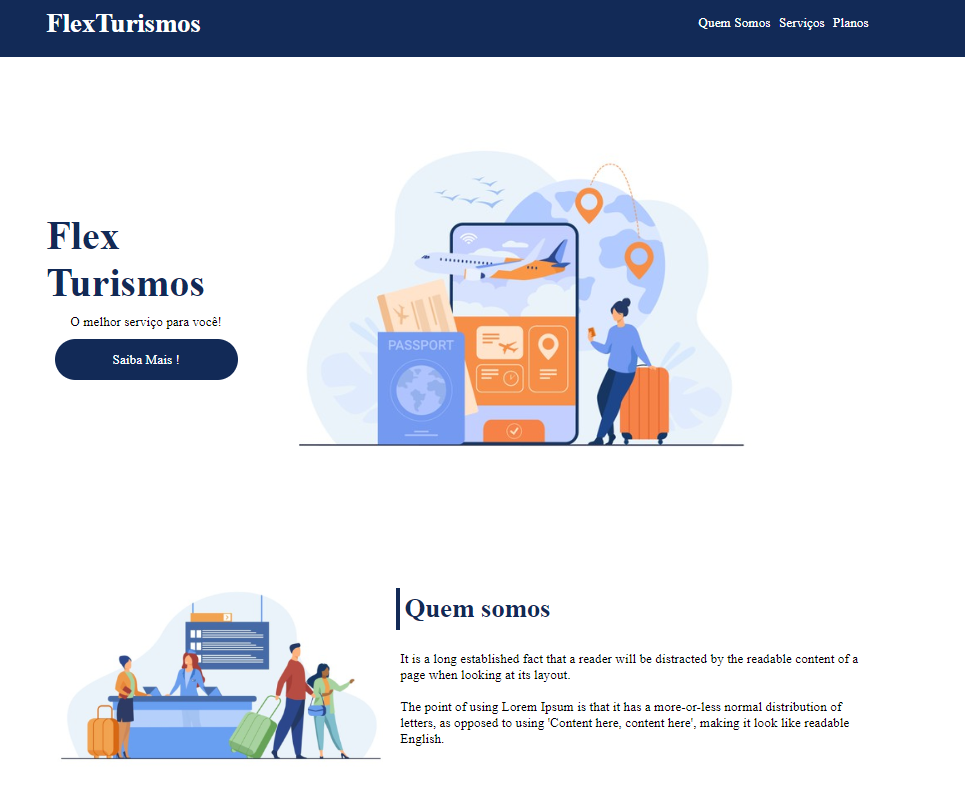 FlexTurismos
Quem Somos Serviços Planos
Flex
Turismos
O melhor serviço para você!
Saiba Mais !
PASSPORT
Quem somos
It is a long established fact that a reader will be distracted by the readable content of a
page when looking at its layout.
The point of using Lorem Ipsum is that it has a more-or-less normal distribution of
letters, as opposed to using 'Content here, content here', making it look like readable
English.